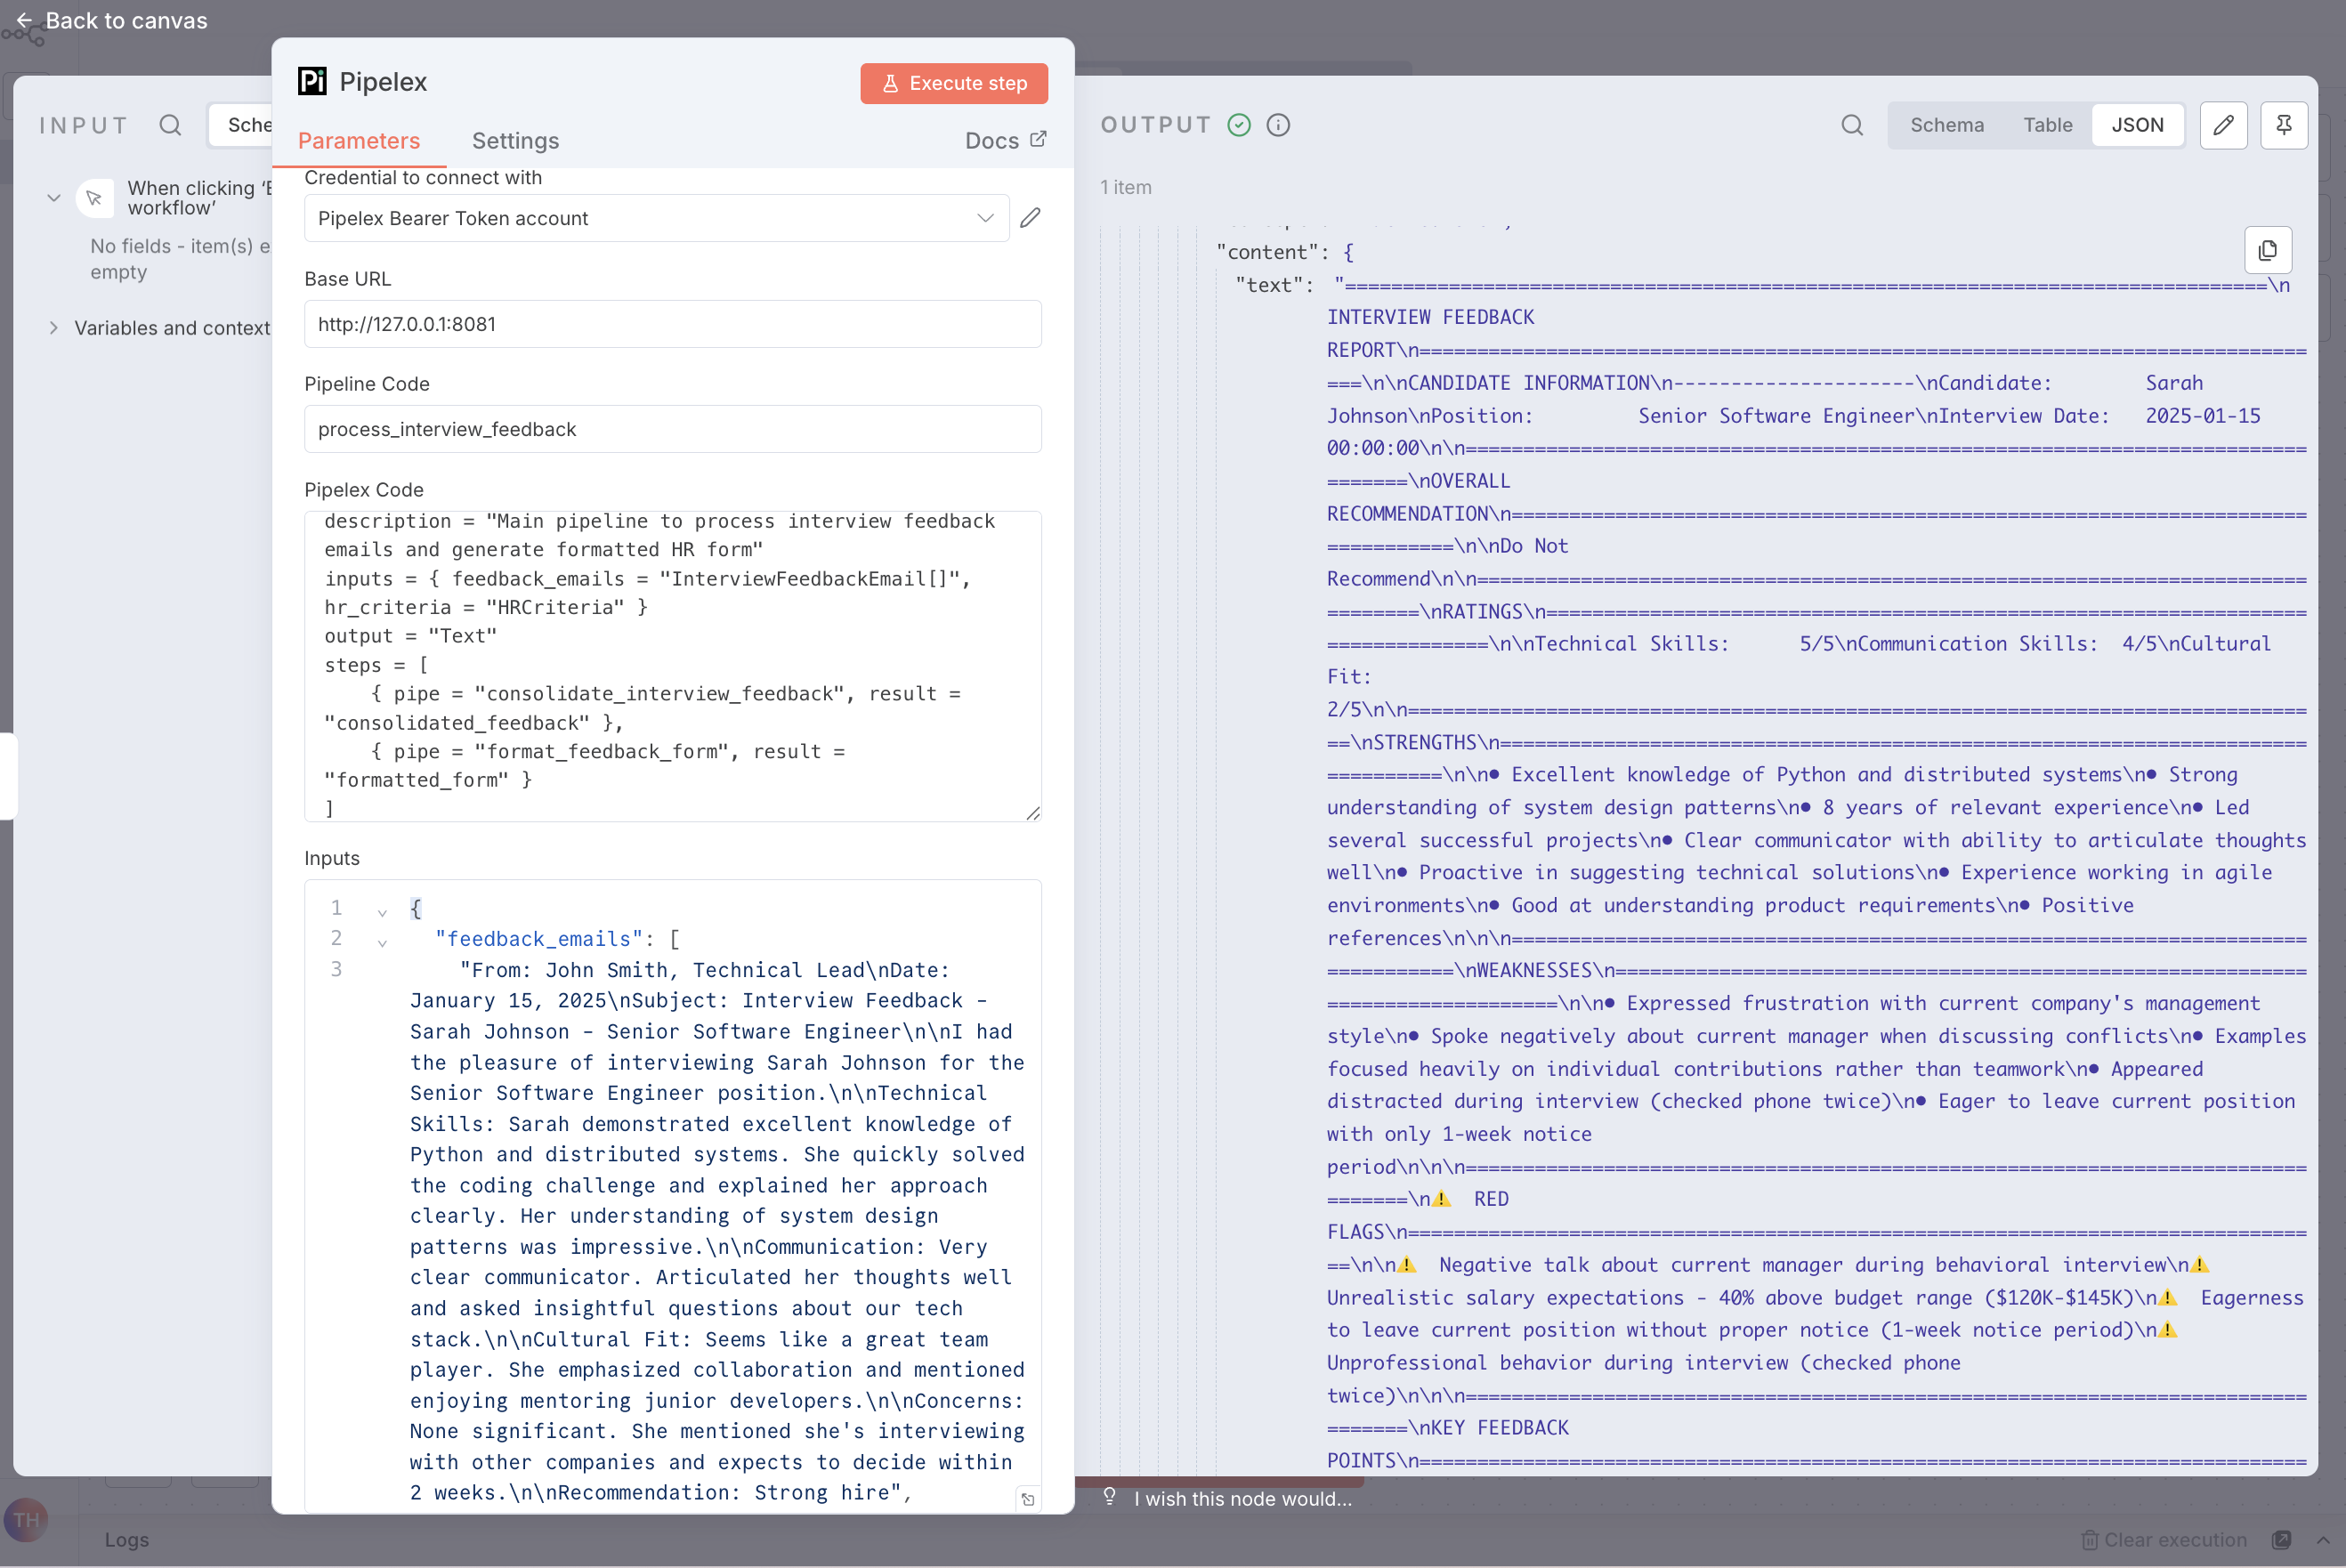 Back to canvas
INPUT
Sche
When clicking ‘E
workflow’
No fields - item(s) e
empty
Variables and context
Pi Pipelex
Execute step
Parameters
Settings
Docs
Credential to connect with
Pipelex Bearer Token account
Base URL
http://127.0.0.1:8081
Pipeline Code
process_interview_feedback
Pipelex Code
description = "Main pipeline to process interview feedback
emails and generate formatted HR form"
inputs = { feedback_emails = "InterviewFeedbackEmail[]",
hr_criteria = "HRCriteria" }
output = "Text"
steps = [
{ pipe = "consolidate_interview_feedback", result =
"consolidated_feedback" },
{ pipe = "format_feedback_form", result =
"formatted_form" }
]
Inputs
1 {
2 "feedback_emails": [
3 "From: John Smith, Technical Lead\nDate:
January 15, 2025\nSubject: Interview Feedback -
Sarah Johnson - Senior Software Engineer\n\nI had
the pleasure of interviewing Sarah Johnson for the
Senior Software Engineer position.\n\nTechnical
Skills: Sarah demonstrated excellent knowledge of
Python and distributed systems. She quickly solved
the coding challenge and explained her approach
clearly. Her understanding of system design
patterns was impressive.\n\nCommunication: Very
clear communicator. Articulated her thoughts well
and asked insightful questions about our tech
stack.\n\nCultural Fit: Seems like a great team
player. She emphasized collaboration and mentioned
enjoying mentoring junior developers.\n\nConcerns:
None significant. She mentioned she's interviewing
with other companies and expects to decide within
2 weeks.\n\nRecommendation: Strong hire",
OUTPUT
Schema
Table
JSON
1 item
"content": {
"text": "================================================================================\n
INTERVIEW FEEDBACK
REPORT\n=============================================================================
===\n\nCANDIDATE INFORMATION\n---------------------\nCandidate:        Sarah
Johnson\nPosition:         Senior Software Engineer\nInterview Date:   2025-01-15
00:00:00\n\n=========================================================================
=======\nOVERALL
RECOMMENDATION\n=====================================================================
===========\n\nDo Not
Recommend\n\n========================================================================
========\nRATINGS\n==================================================================
==============\n\nTechnical Skills:      5/5\nCommunication Skills:  4/5\nCultural
Fit:
2/5\n\n==============================================================================
==\nSTRENGTHS\n======================================================================
==========\n\n● Excellent knowledge of Python and distributed systems\n● Strong
understanding of system design patterns\n● 8 years of relevant experience\n● Led
several successful projects\n● Clear communicator with ability to articulate thoughts
well\n● Proactive in suggesting technical solutions\n● Experience working in agile
environments\n● Good at understanding product requirements\n● Positive
references\n\n\n=====================================================================
===========\nWEAKNESSES\n============================================================
====================\n\n● Expressed frustration with current company's management
style\n● Spoke negatively about current manager when discussing conflicts\n● Examples
focused heavily on individual contributions rather than teamwork\n● Appeared
distracted during interview (checked phone twice)\n● Eager to leave current position
with only 1-week notice
period\n\n\n=========================================================================
=======\n⚠️  RED
FLAGS\n==============================================================================
==\n\n⚠️  Negative talk about current manager during behavioral interview\n⚠️
Unrealistic salary expectations - 40% above budget range ($120K-$145K)\n⚠️  Eagerness
to leave current position without proper notice (1-week notice period)\n⚠️
Unprofessional behavior during interview (checked phone
twice)\n\n\n=========================================================================
=======\nKEY FEEDBACK
POINTS\n=============================================================================
I wish this node would...
TH
Logs
Clear execution